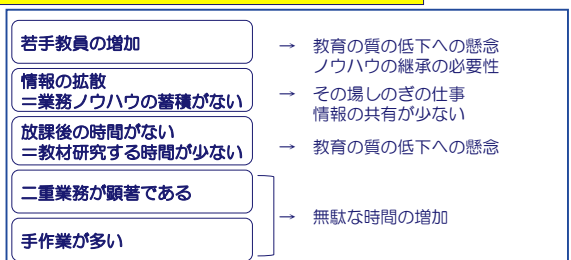 若手教員の増加
→ 教育の質の低下への懸念
ノウハウの継承の必要性
情報の拡散
=業務ノウハウの蓄積がない
→ その場しのぎの仕事
情報の共有が少ない
放課後の時間がない
=教材研究する時間が少ない
→ 教育の質の低下への懸念
二重業務が顕著である
手作業が多い
→ 無駄な時間の増加